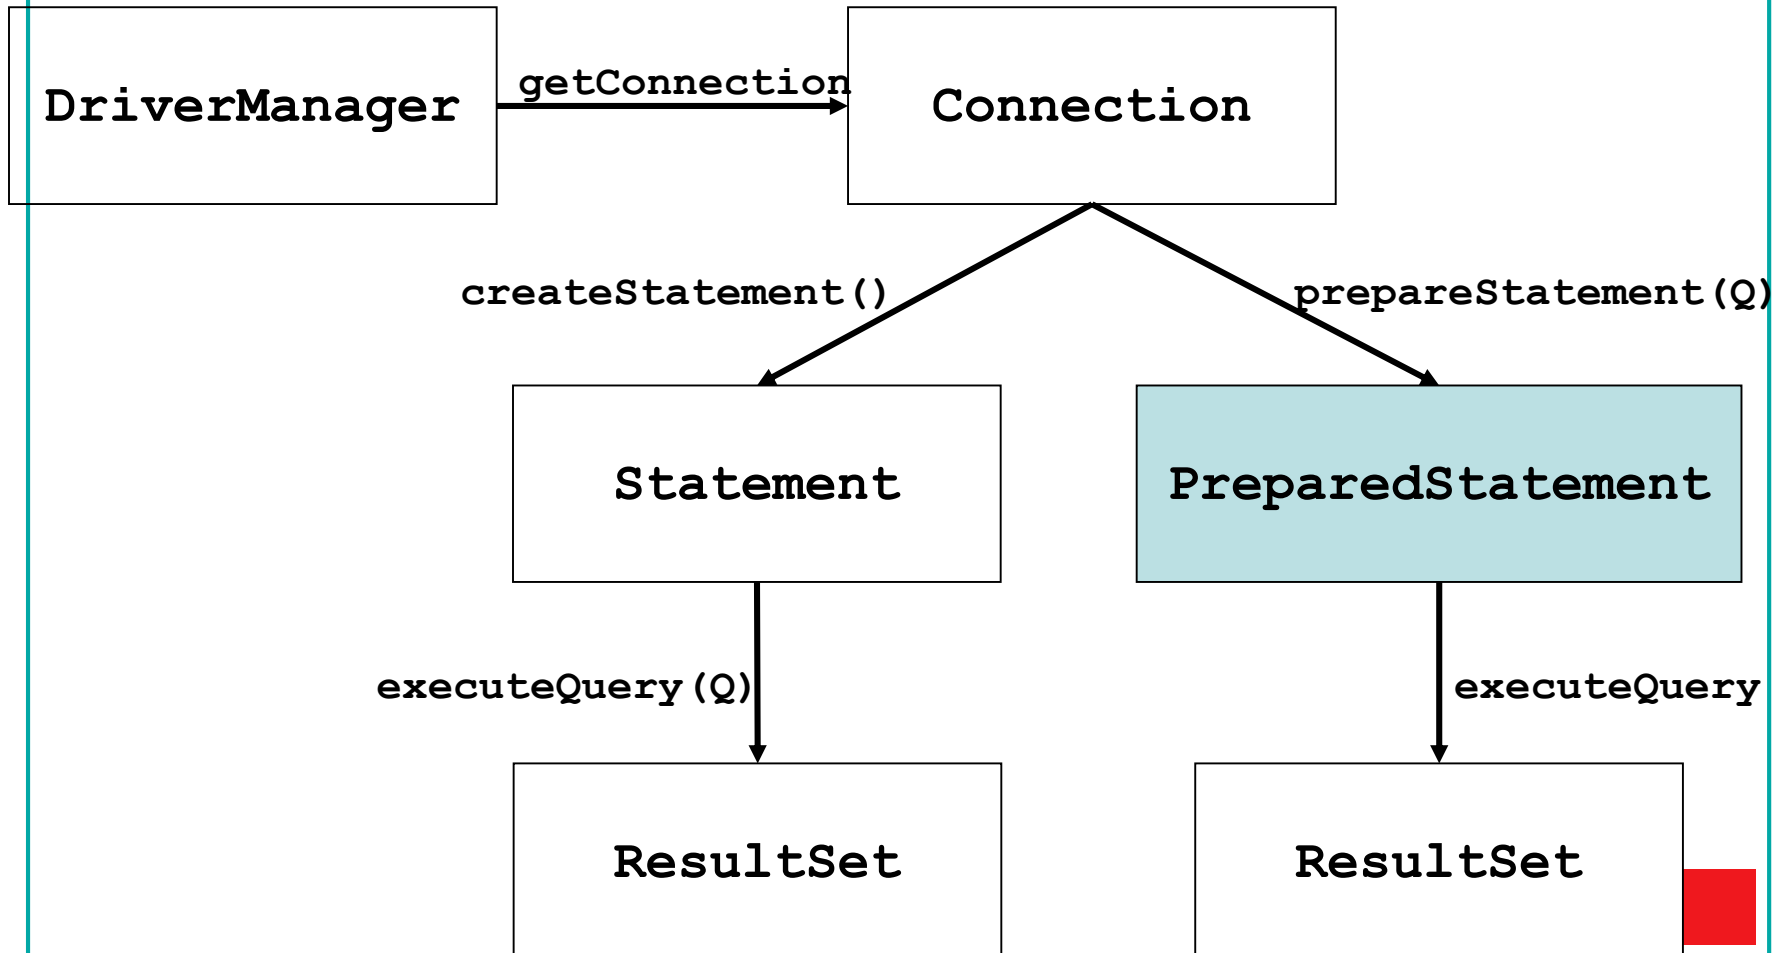 DriverManager
getConnection
Connection
createStatement()
prepareStatement(Q)
Statement
PreparedStatement
executeQuery(Q)
executeQuery
ResultSet
ResultSet